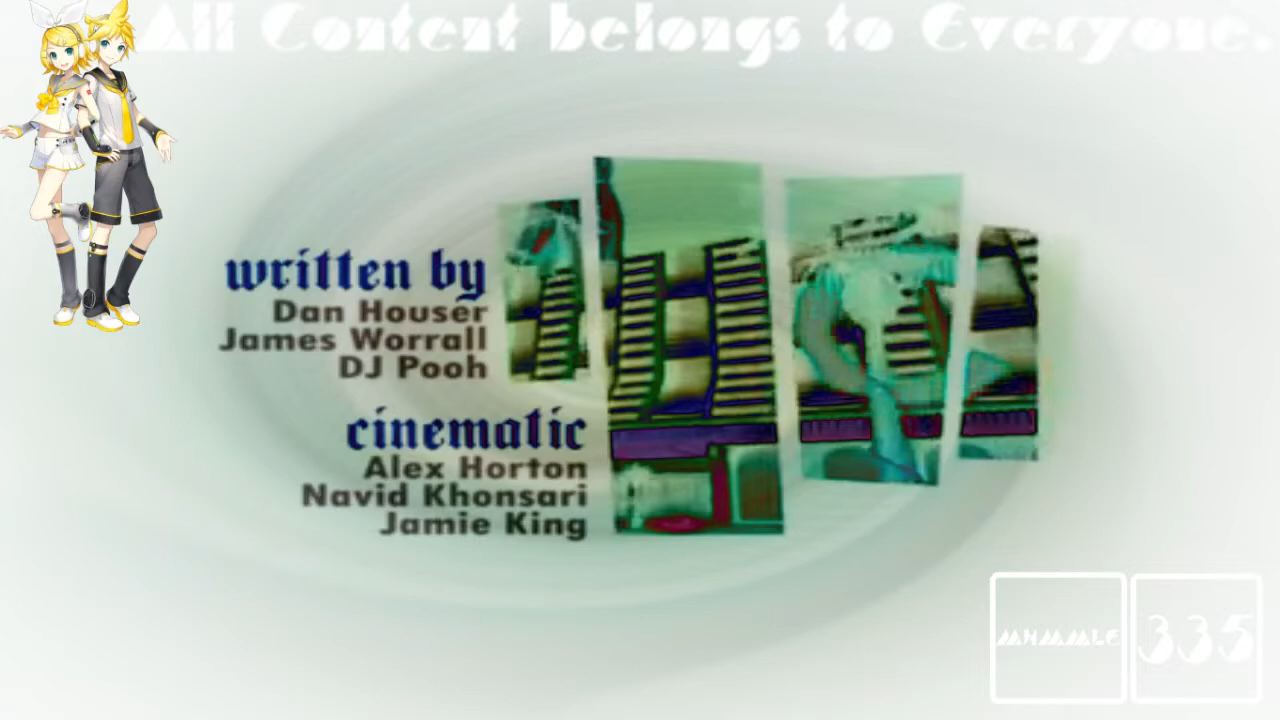 All Content belongs to Everyone.
written by
Dan Houser
James Worrall
DJ Pooh
cinematic
Alex Horton
Navid Khonsari
Jamie King
335